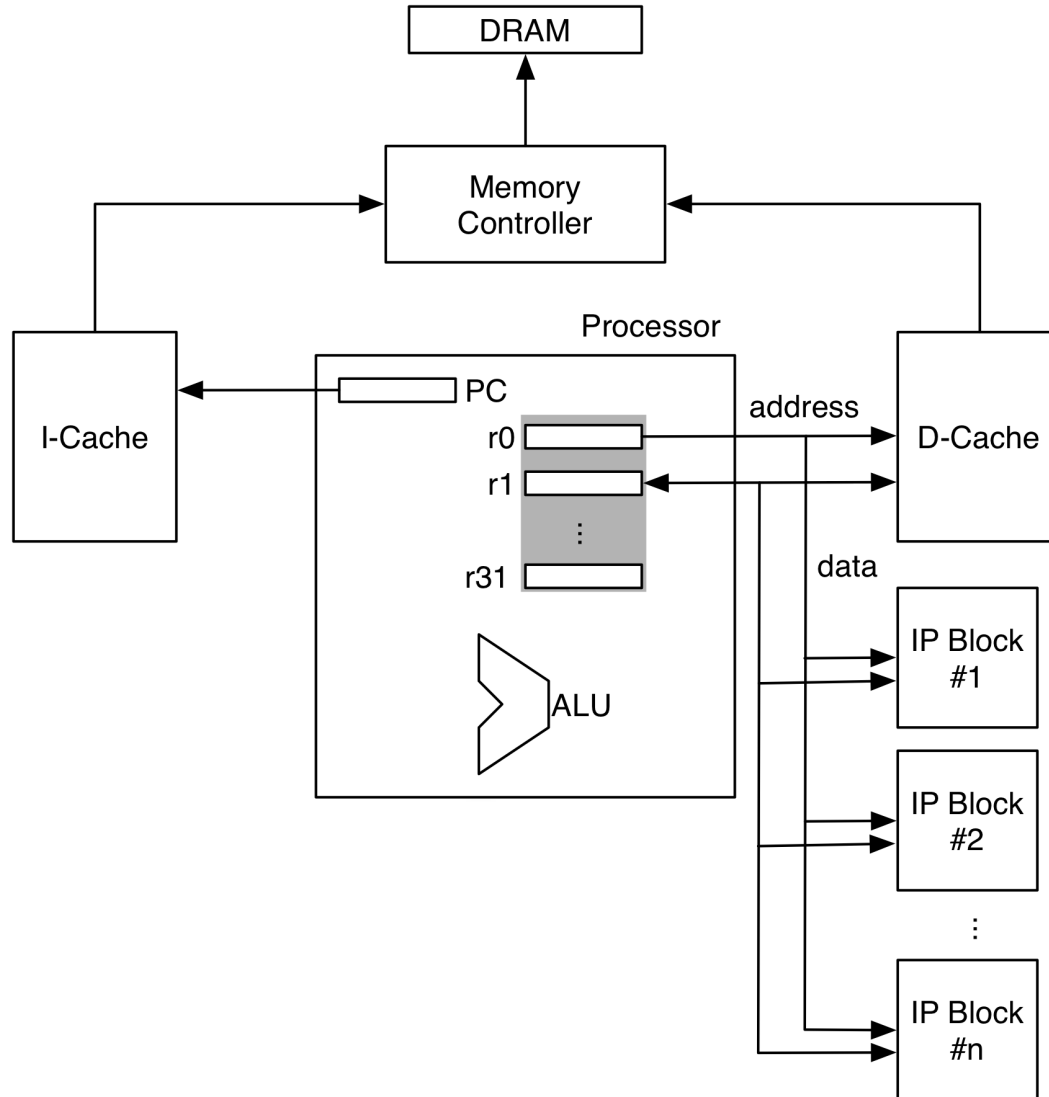 DRAM
Memory
Controller
Processor
PC
address
I-Cache
r0
D-Cache
r1
⋮
data
r31
IP Block
#1
ALU
IP Block
#2
⋮
IP Block
#n